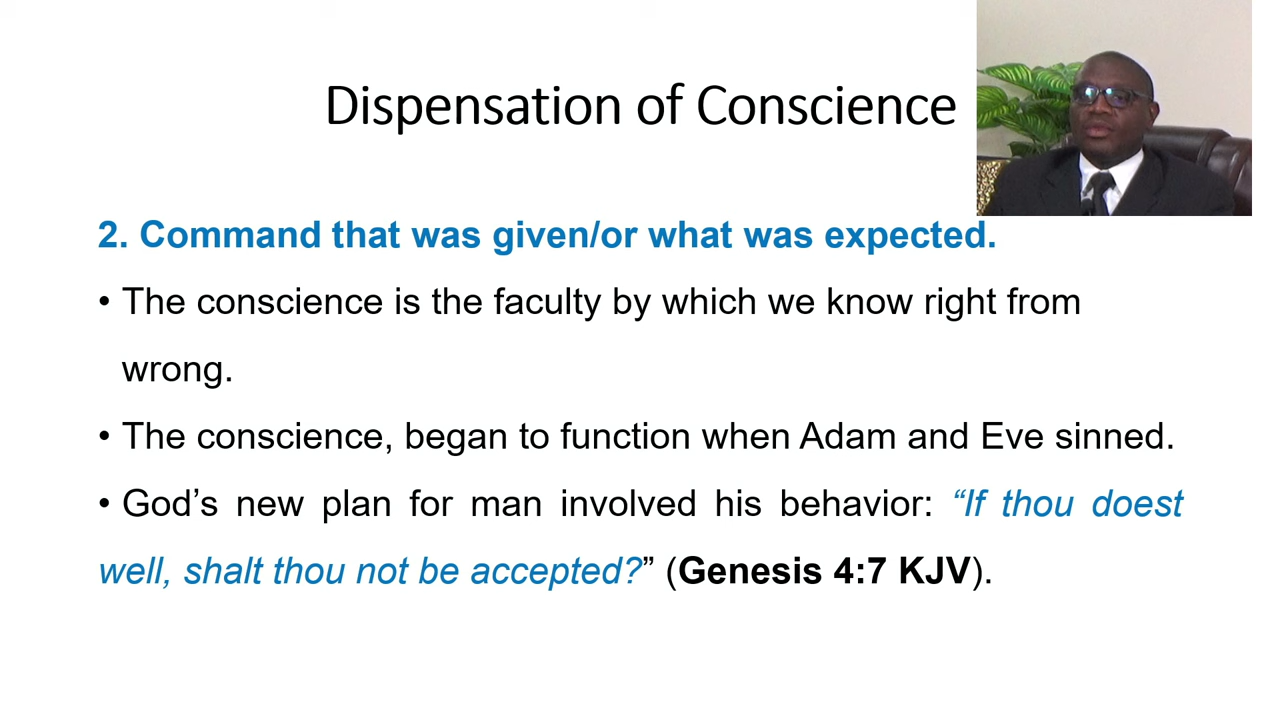 Dispensation of Conscience
2. Command that was given/or what was expected.
• The conscience is the faculty by which we know right from
wrong.
• The conscience, began to function when Adam and Eve sinned.
• God’s new plan for man involved his behavior: “If thou doest
well, shalt thou not be accepted?” (Genesis 4:7 KJV).